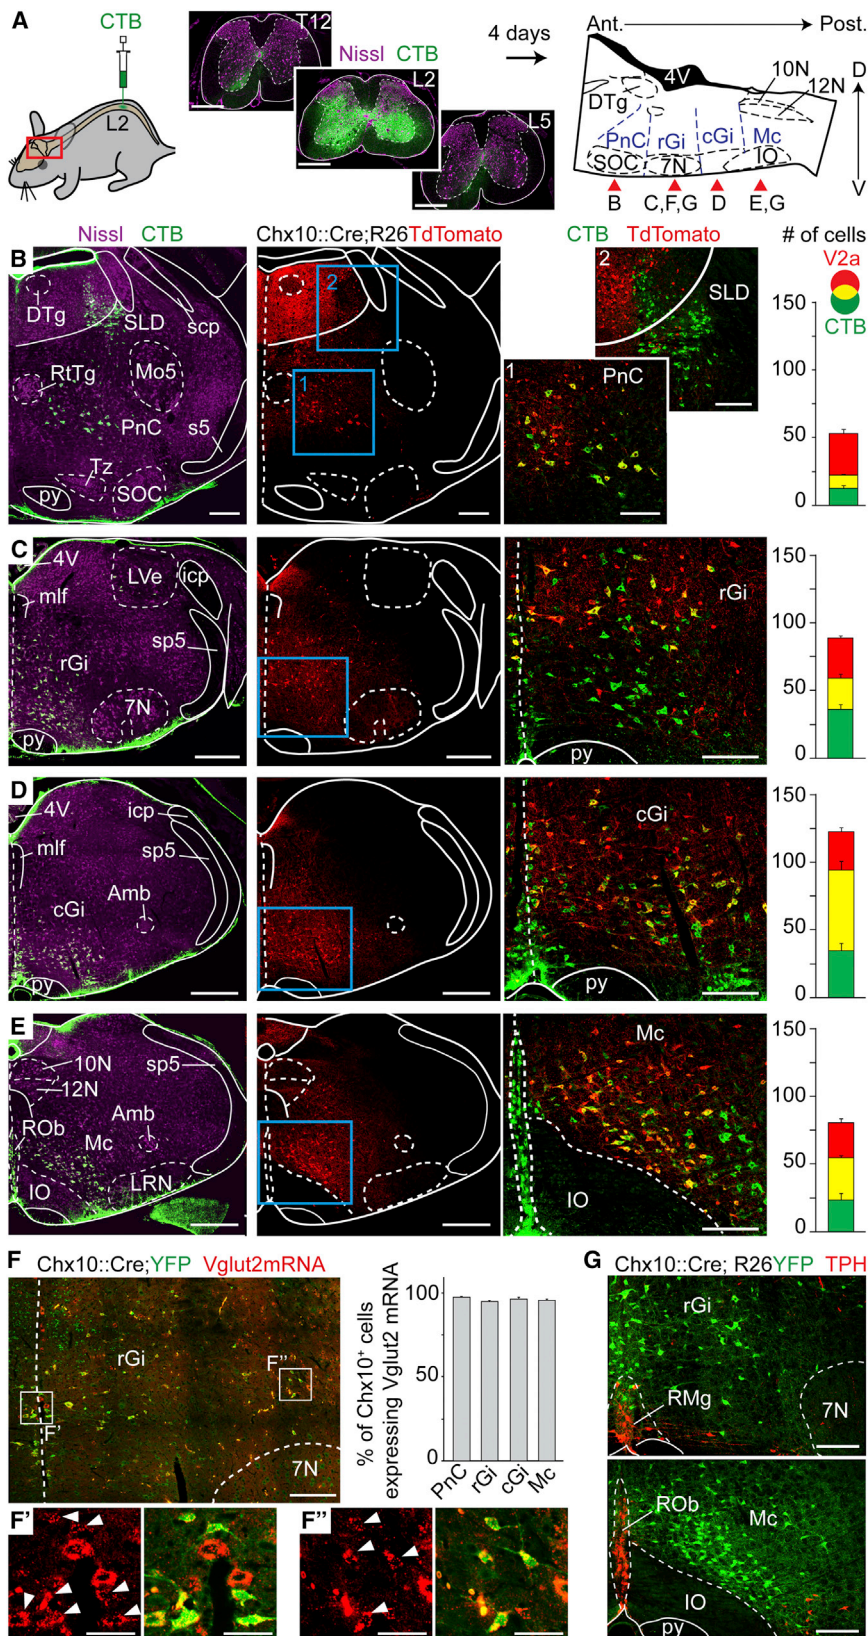 A
CTB
L2
T12
Nissl CTB
L2
L5
4 days
Ant.
Post.
4V
10N
12N
D
DTg
PnC
rGi
cGi
Mc
SOC
7N
IO
V
B
C,F,G
D
E,G
Nissl CTB
Chx10::Cre;R26TdTomato
CTB TdTomato
# of cells
B
DTg
SLD
scp
RtTg
Mo5
PnC
s5
Tz
py
SOC
2
1
2
SLD
1
PnC
V2a
CTB
150
100
50
0
C
4V
LVe
icp
mlf
sp5
rGi
7N
py
rGi
py
150
100
50
0
D
4V
icp
mlf
sp5
Amb
cGi
py
cGi
py
150
100
50
0
E
10N
sp5
12N
Amb
ROb
Mc
IO
LRN
Mc
IO
150
100
50
0
F
Chx10::Cre;YFP Vglut2mRNA
rGi
F"
F'
7N
% of Chx10+ cells
expressing Vglut2 mRNA
100
50
0
PnC
rGi
cGi
Mc
F'
F"
G
Chx10::Cre; R26YFP TPH
rGi
RMg
7N
ROb
Mc
IO
py